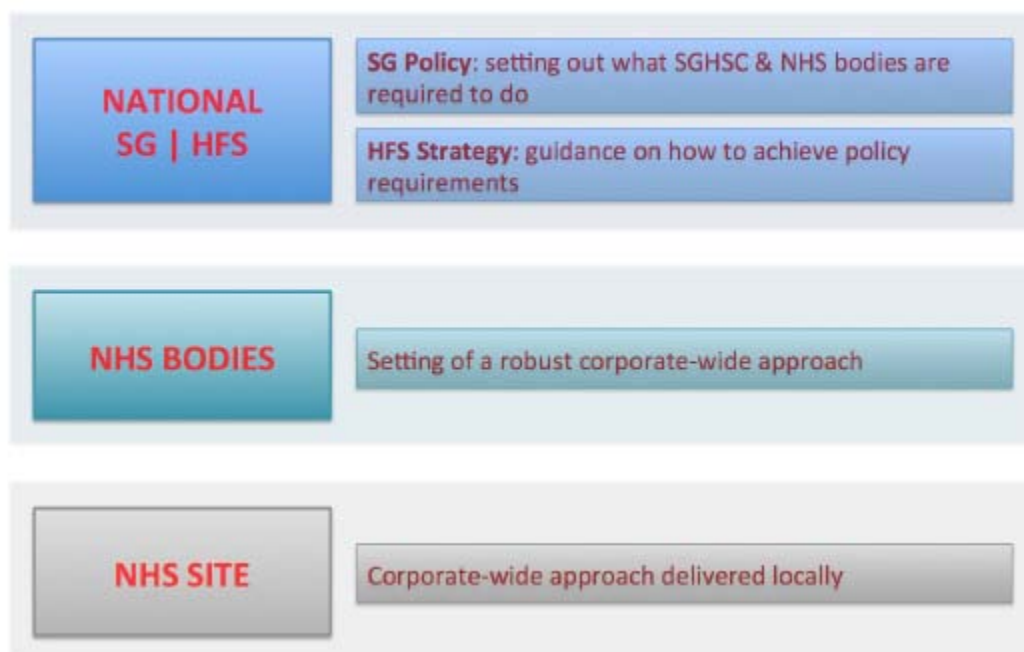 NATIONAL
SG | HFS
SG Policy: setting out what SGHSC & NHS bodies are
required to do
HFS Strategy: guidance on how to achieve policy
requirements
NHS BODIES
Setting of a robust corporate-wide approach
NHS SITE
Corporate-wide approach delivered locally